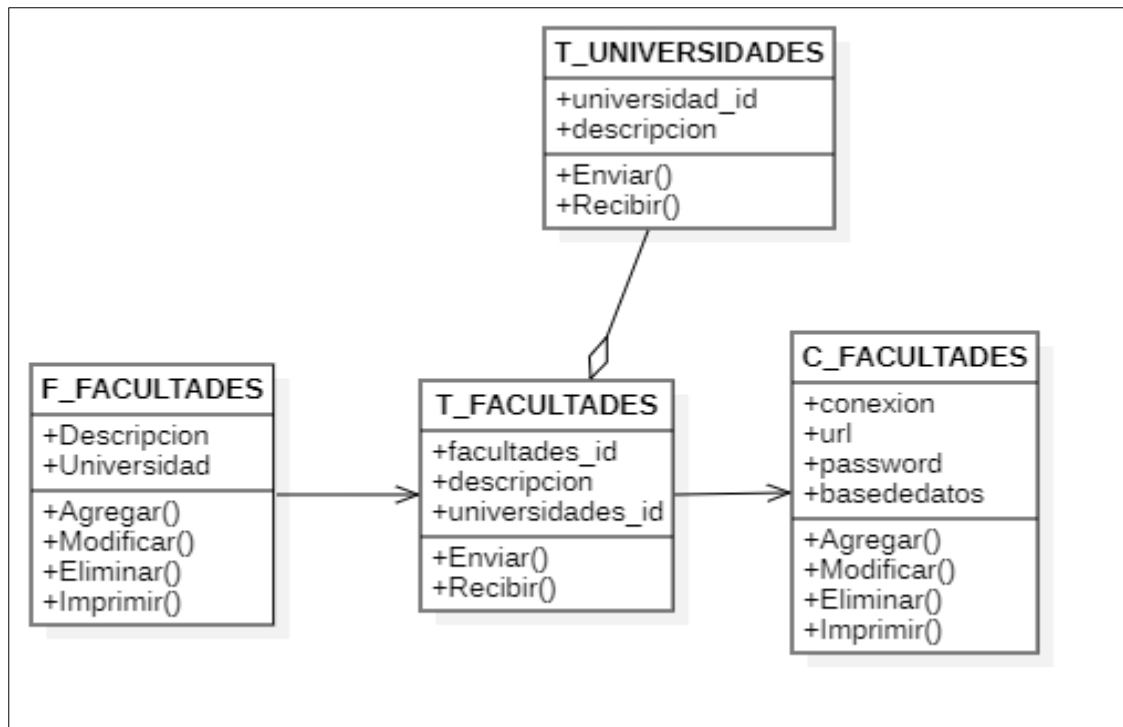 T_UNIVERSIDADES
+universidad_id
+descripcion
+Enviar()
+Recibir()
F_FACULTADES
+Descripcion
+Universidad
+Agregar()
+Modificar()
+Eliminar()
+Imprimir()
T_FACULTADES
+facultades_id
+descripcion
+universidades_id
+Enviar()
+Recibir()
C_FACULTADES
+conexion
+url
+password
+basededatos
+Agregar()
+Modificar()
+Eliminar()
+Imprimir()